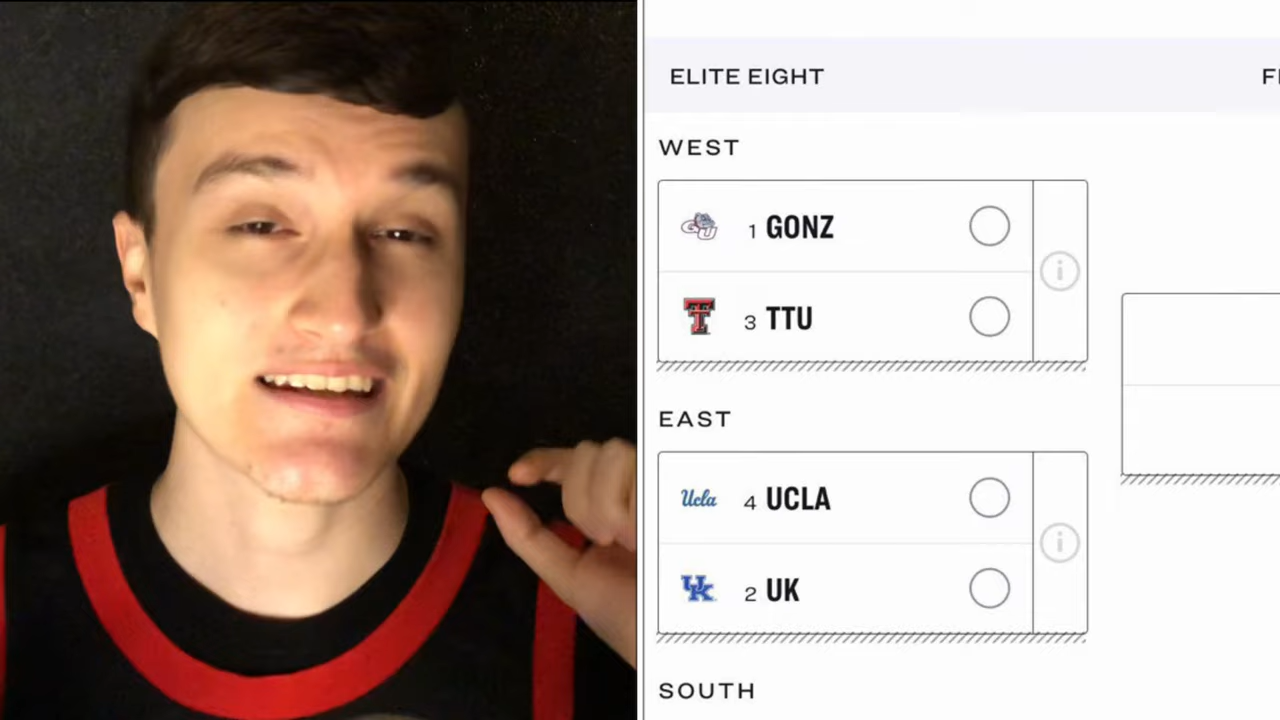 ELITE EIGHT
WEST
1 GONZ
3 TTU
EAST
Ucla 4 UCLA
UK 2 UK
SOUTH